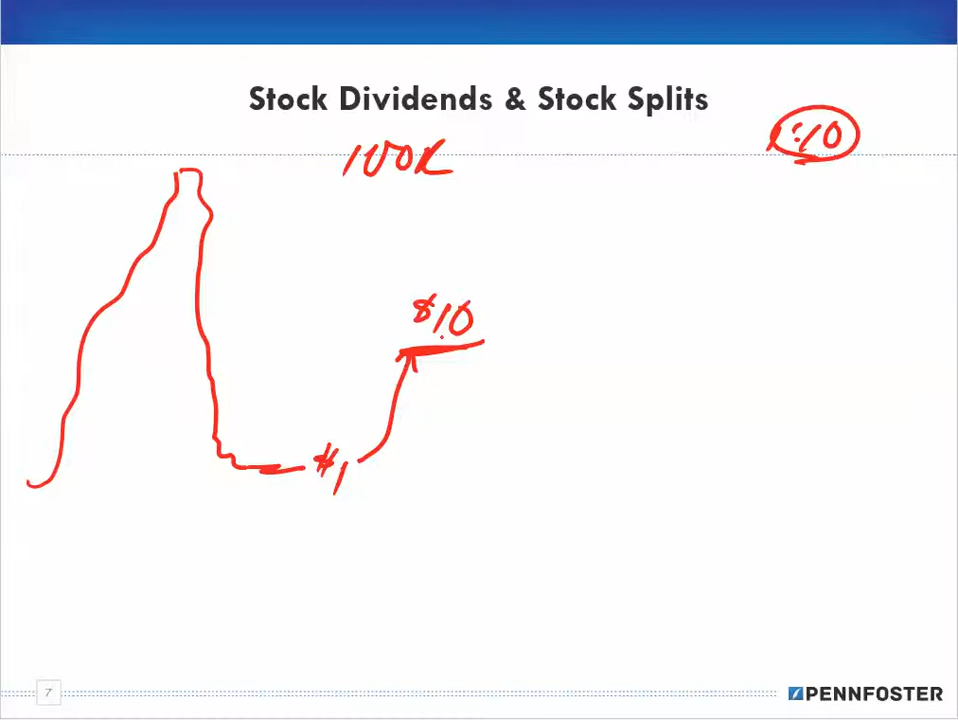 Stock Dividends & Stock Splits
1:10
100K
$10
$1
7
PENNFOSTER